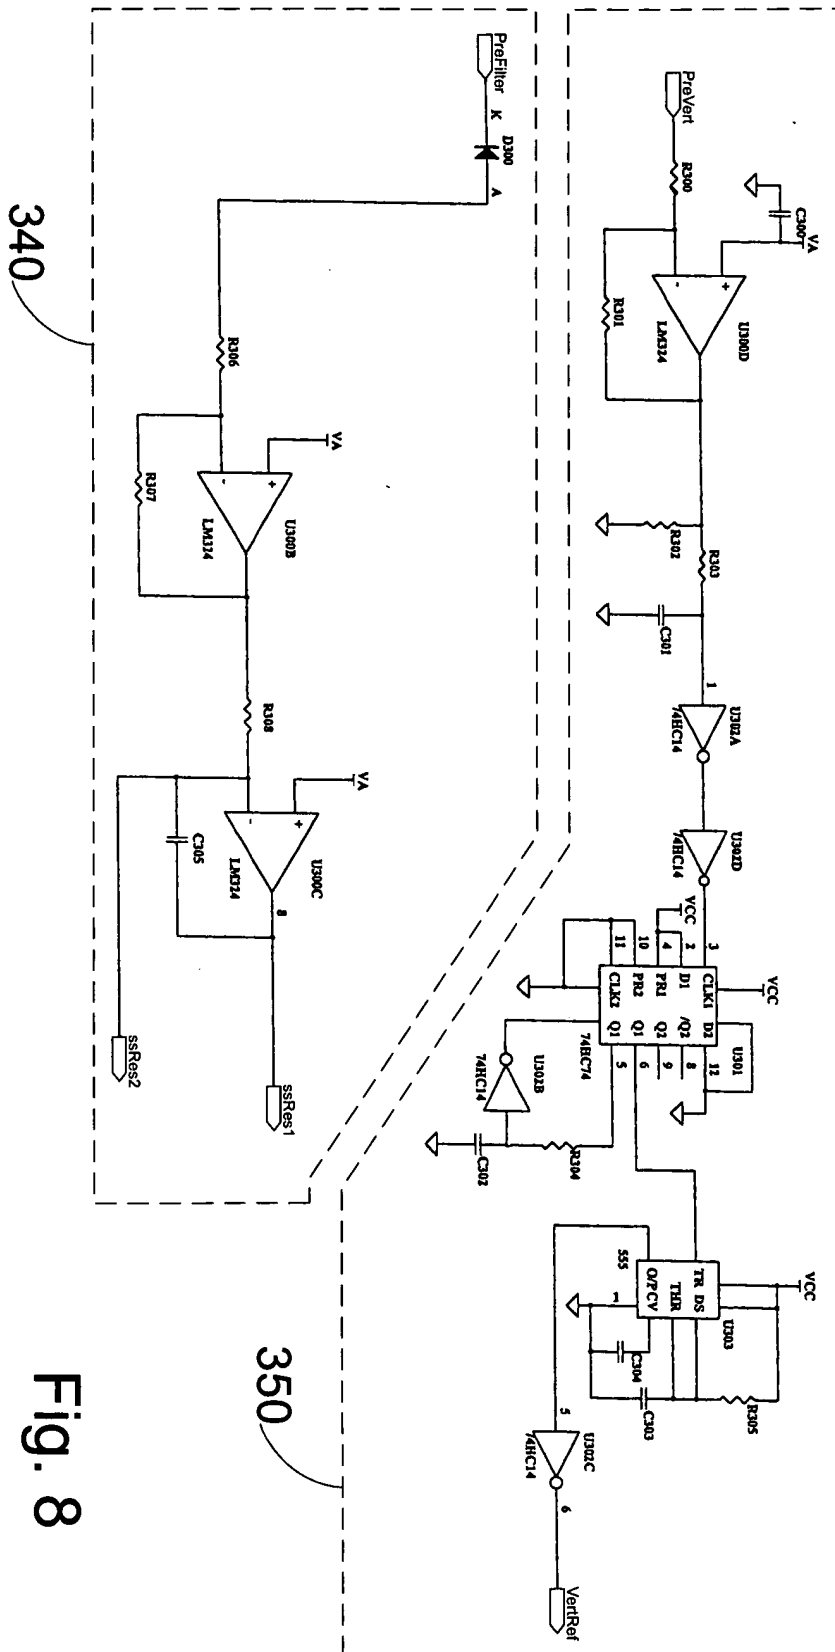 PreVert
R300
C300
VA
+
-
U300D
LM324
R301
R302
R303
C301
1
U302A
74HC14
U302D
74HC14
VCC
VCC
3
2
4
10
11
CLK1
D1
PR1
PR2
CLK2
D2
/Q2
Q2
Q1
Q1
12
8
9
6
5
U301
74HC74
U302B
74HC14
R304
C302
VCC
TR DS
THR
O/PCV
U303
555
1
C304
C303
R305
5
U302C
74HC14
6
VertRef
350
PreFilter
K
D300
A
R306
VA
+
-
U300B
LM324
R307
R308
VA
+
-
U300C
LM324
8
C305
ssRes1
ssRes2
340
Fig. 8